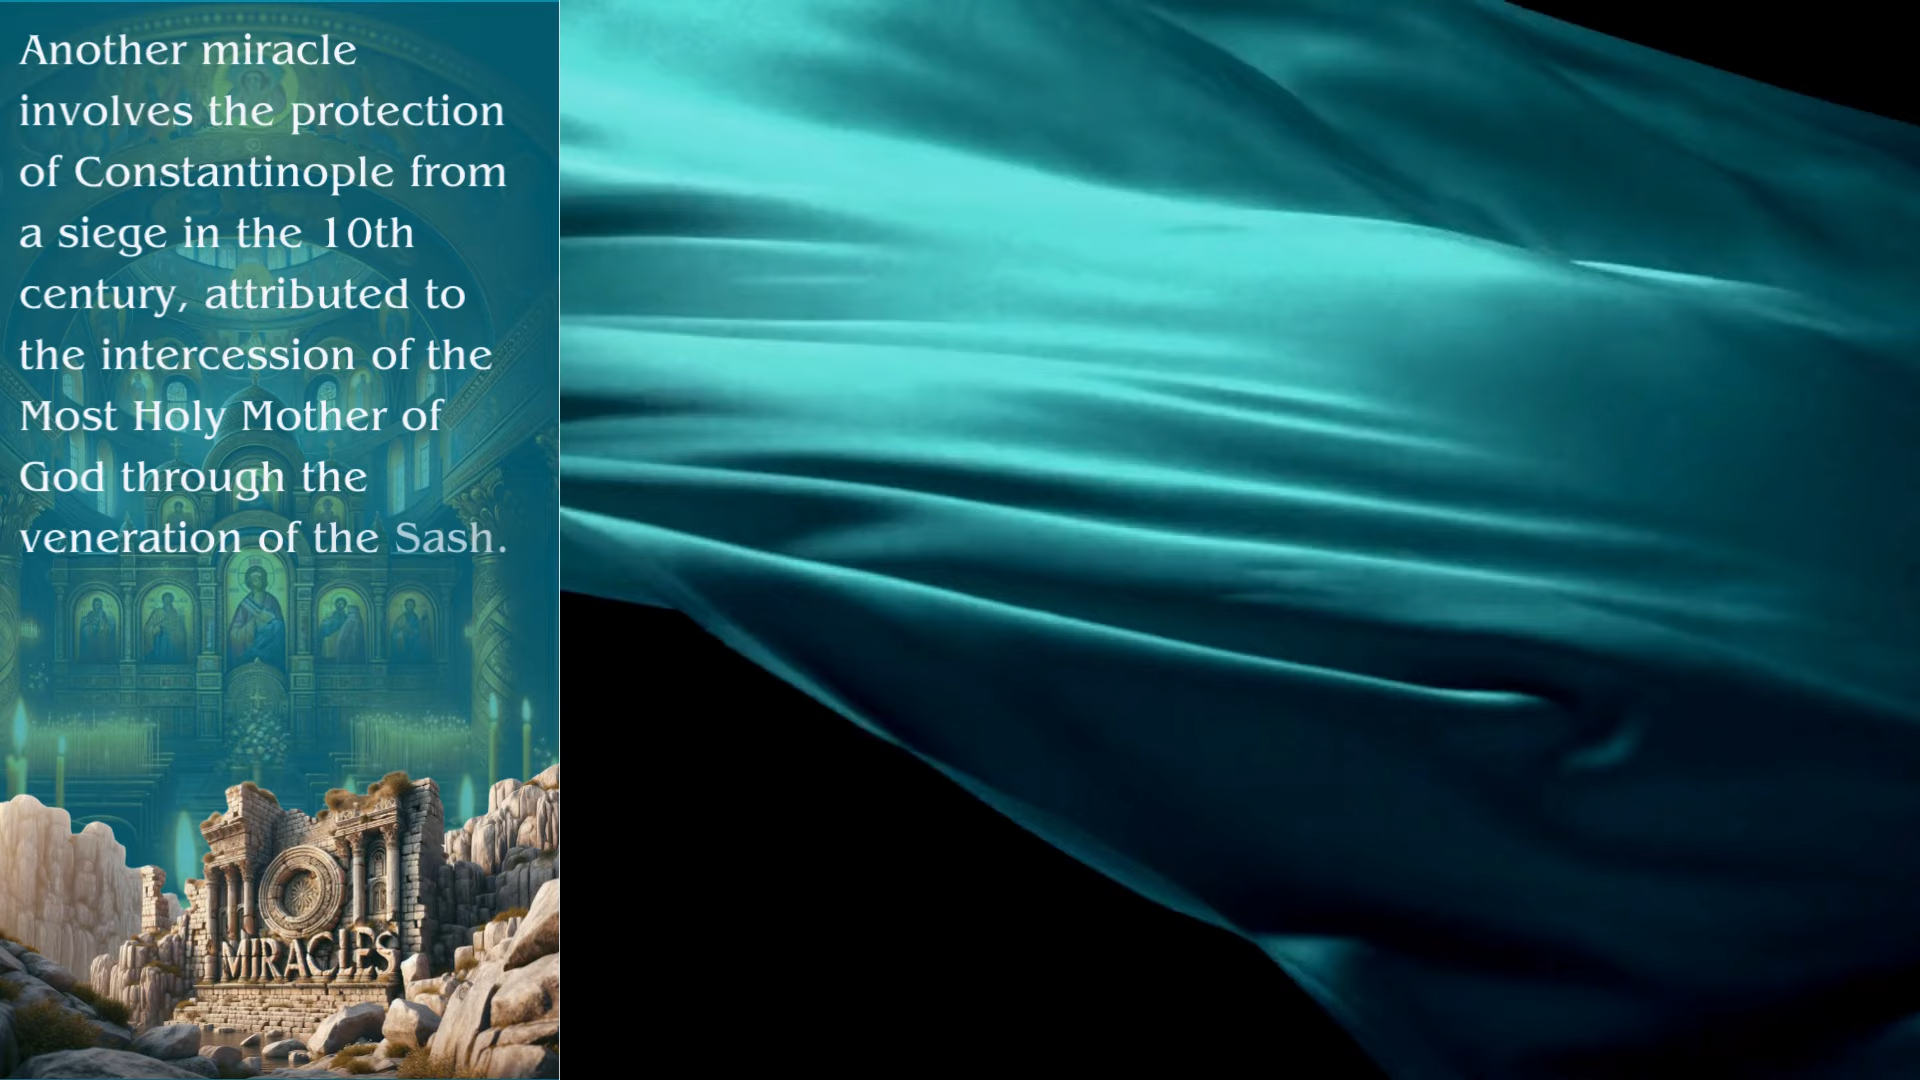 Another miracle
involves the protection
of Constantinople from
a siege in the 10th
century, attributed to
the intercession of the
Most Holy Mother of
God through the
veneration of the Sash.
MIRACLES